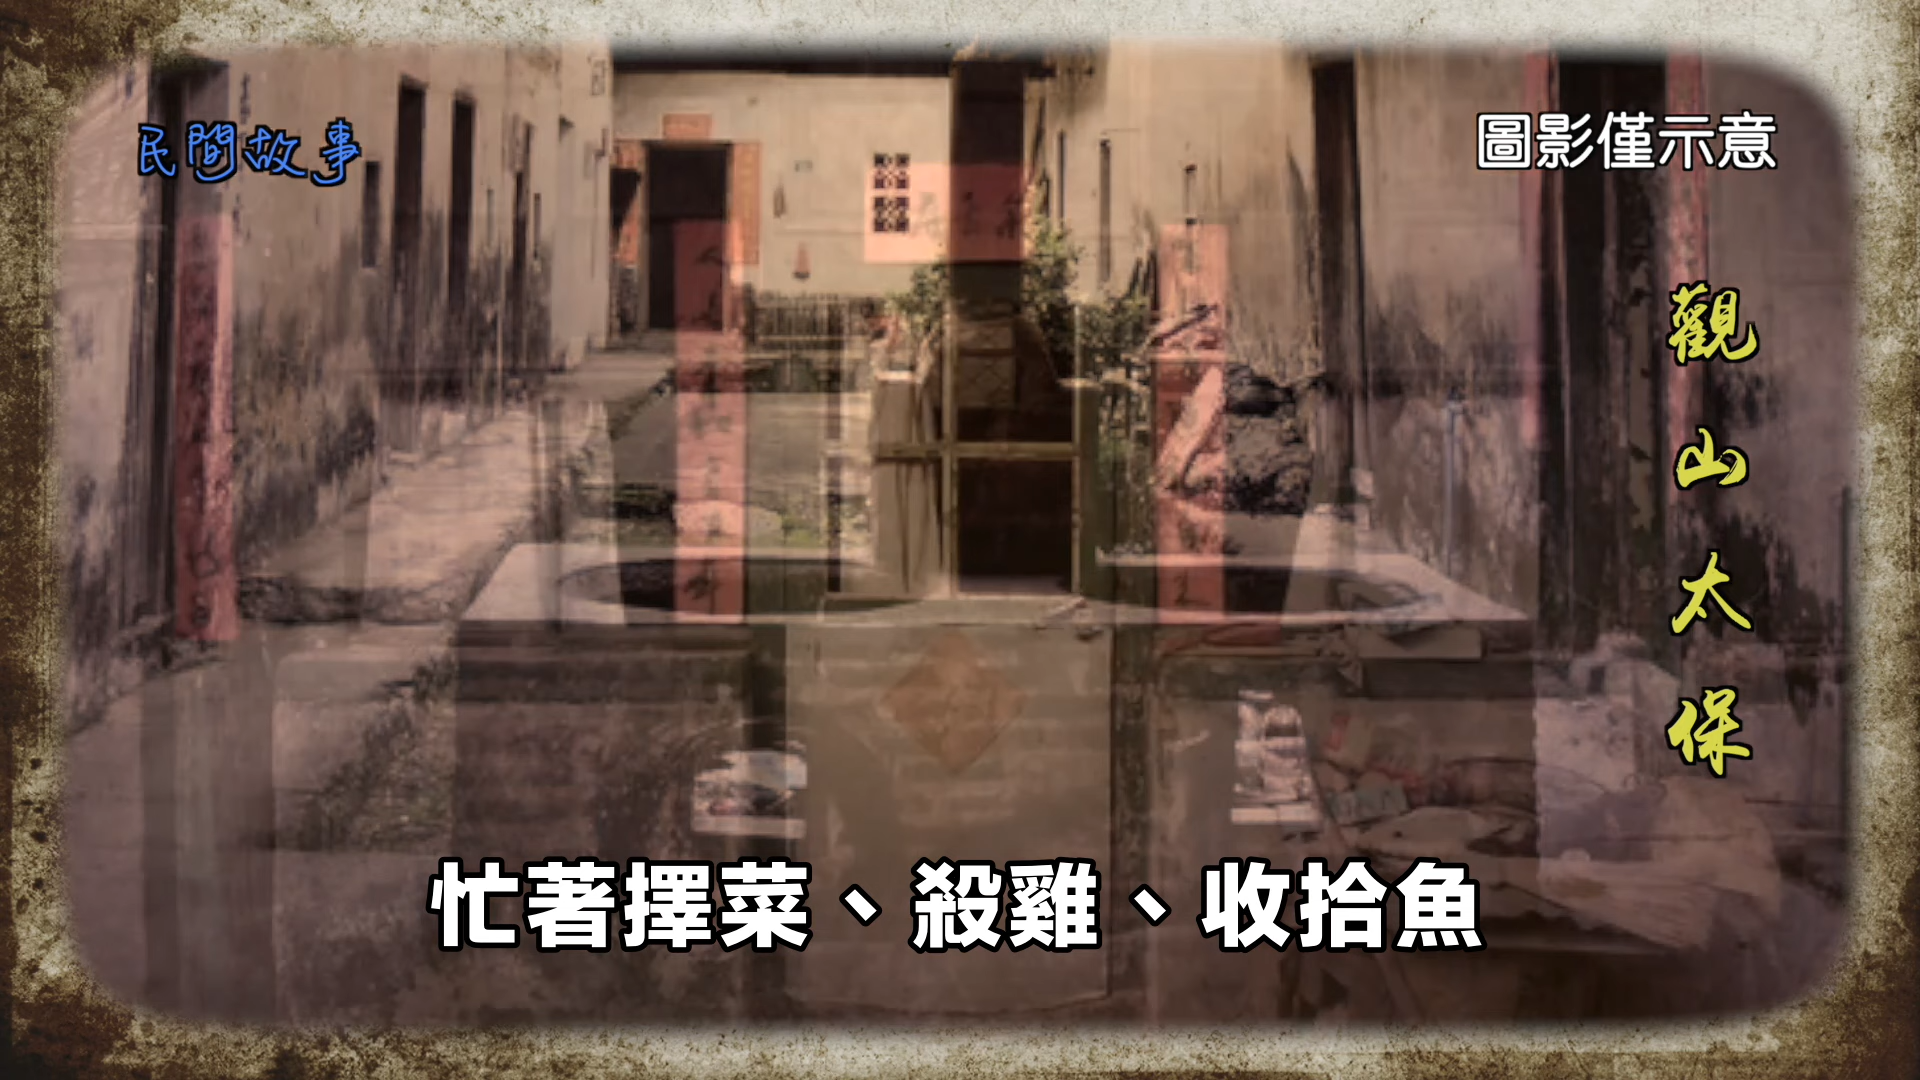 民間故事
圖影僅示意
觀山太保
忙著擇菜、殺雞、收拾魚